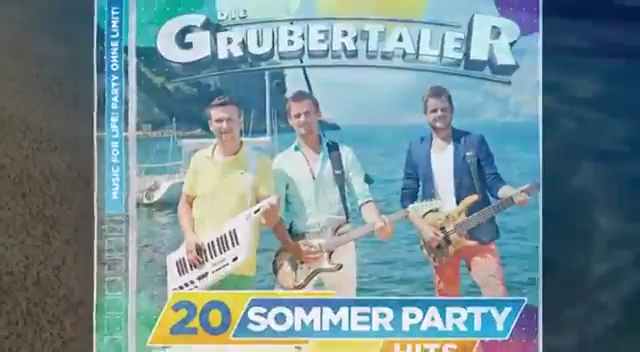 DIE
GRUBERTALER
MUSIC FOR LIFE! PARTY OHNE LIMIT!
20 SOMMER PARTY
HITS